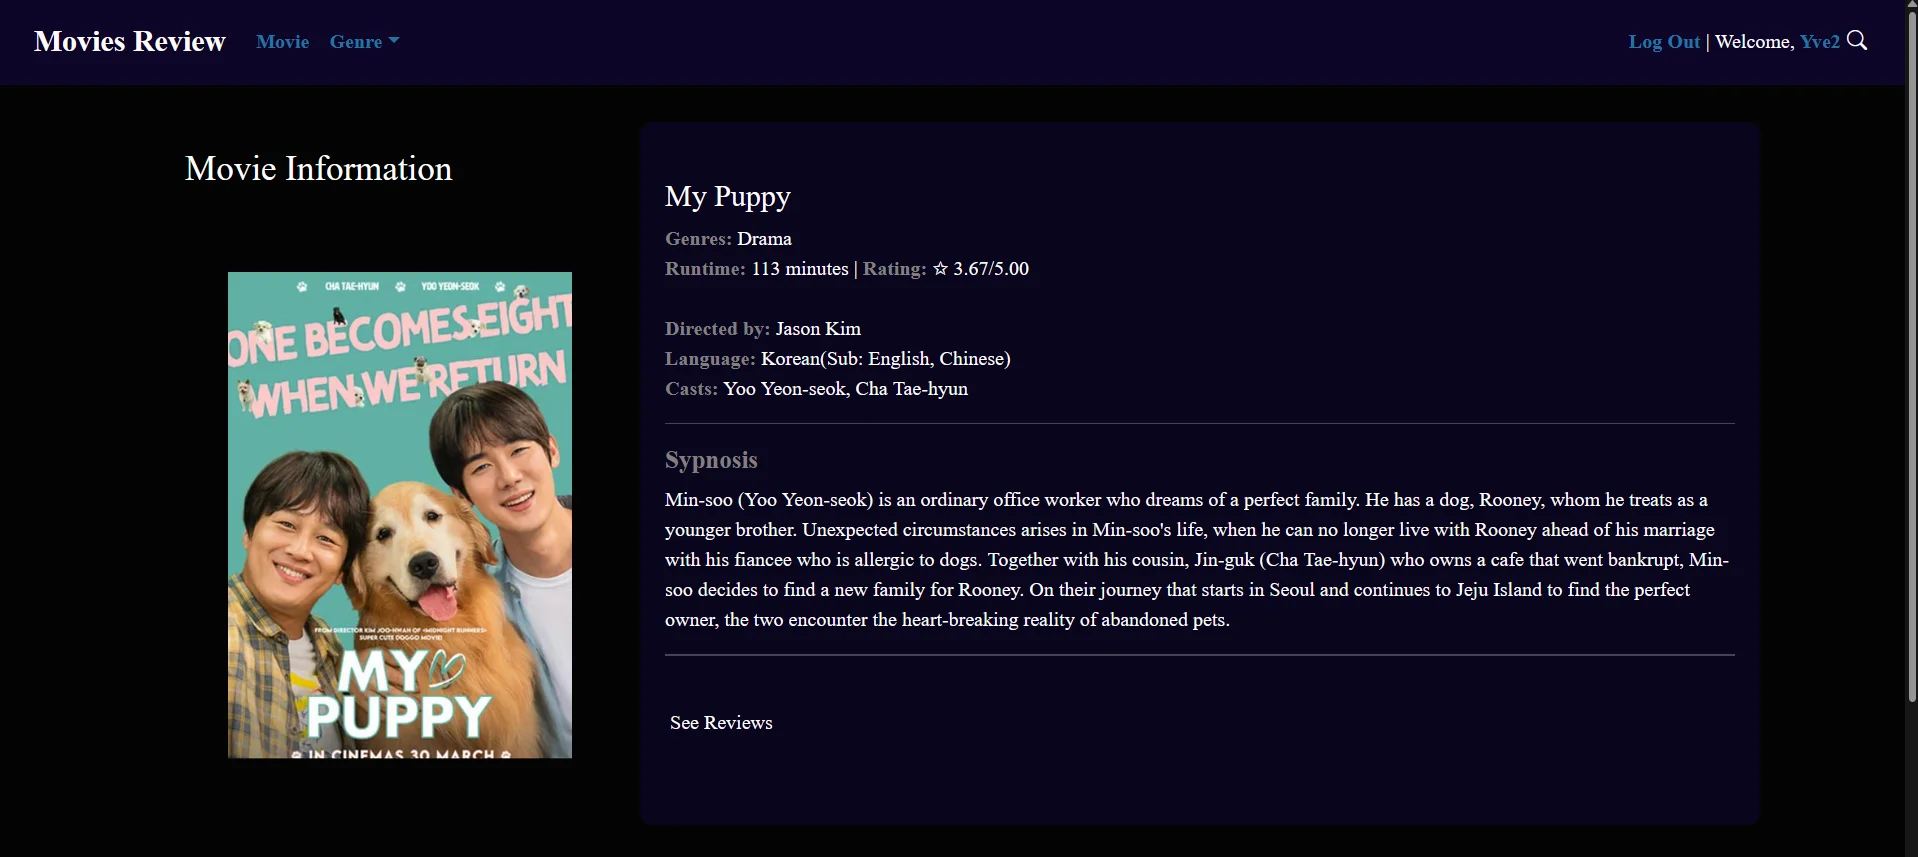 Movies Review Movie Genre Log Out | Welcome, Yve2
Movie Information
CHA TAE-HYUN YOO YEON-SEOK
ONE BECOMES EIGHT
WHEN WE RETURN
FROM DIRECTOR KIM JOO-HWAN OF <MIDNIGHT RUNNERS>
SUPER CUTE DOGGO MOVIE!
MY
PUPPY
IN CINEMAS 30 MARCH
My Puppy
Genres: Drama
Runtime: 113 minutes | Rating: ☆ 3.67/5.00
Directed by: Jason Kim
Language: Korean(Sub: English, Chinese)
Casts: Yoo Yeon-seok, Cha Tae-hyun
Sypnosis
Min-soo (Yoo Yeon-seok) is an ordinary office worker who dreams of a perfect family. He has a dog, Rooney, whom he treats as a
younger brother. Unexpected circumstances arises in Min-soo's life, when he can no longer live with Rooney ahead of his marriage
with his fiancee who is allergic to dogs. Together with his cousin, Jin-guk (Cha Tae-hyun) who owns a cafe that went bankrupt, Min-
soo decides to find a new family for Rooney. On their journey that starts in Seoul and continues to Jeju Island to find the perfect
owner, the two encounter the heart-breaking reality of abandoned pets.
See Reviews